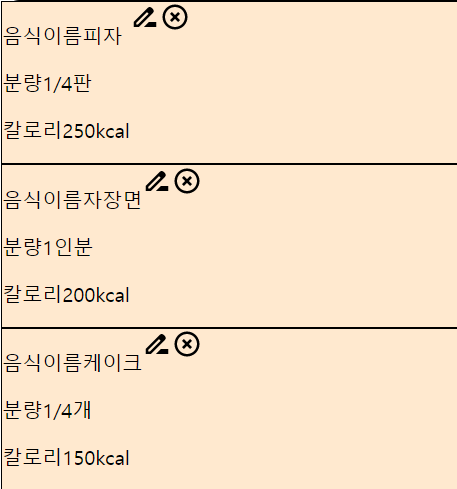 음식이름피자
분량1/4판
칼로리250kcal
음식이름자장면
분량1인분
칼로리200kcal
음식이름케이크
분량1/4개
칼로리150kcal